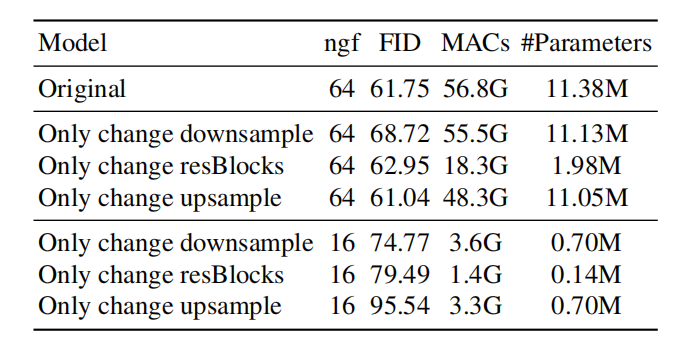 Model ngf FID MACs #Parameters
Original 64 61.75 56.8G 11.38M
Only change downsample 64 68.72 55.5G 11.13M
Only change resBlocks 64 62.95 18.3G 1.98M
Only change upsample 64 61.04 48.3G 11.05M
Only change downsample 16 74.77 3.6G 0.70M
Only change resBlocks 16 79.49 1.4G 0.14M
Only change upsample 16 95.54 3.3G 0.70M